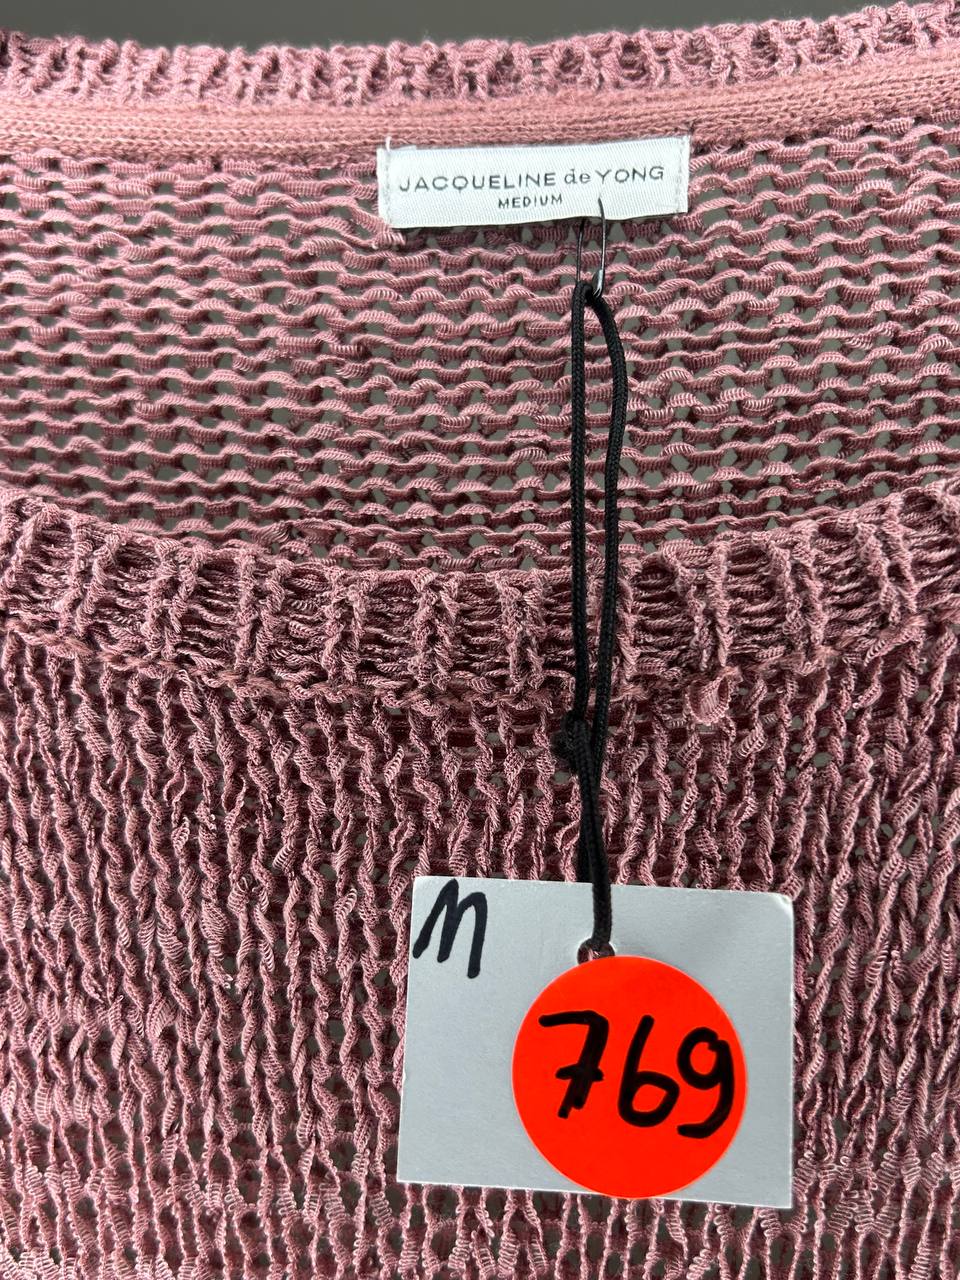 JACQUELINE de YONG
MEDIUM
M
769